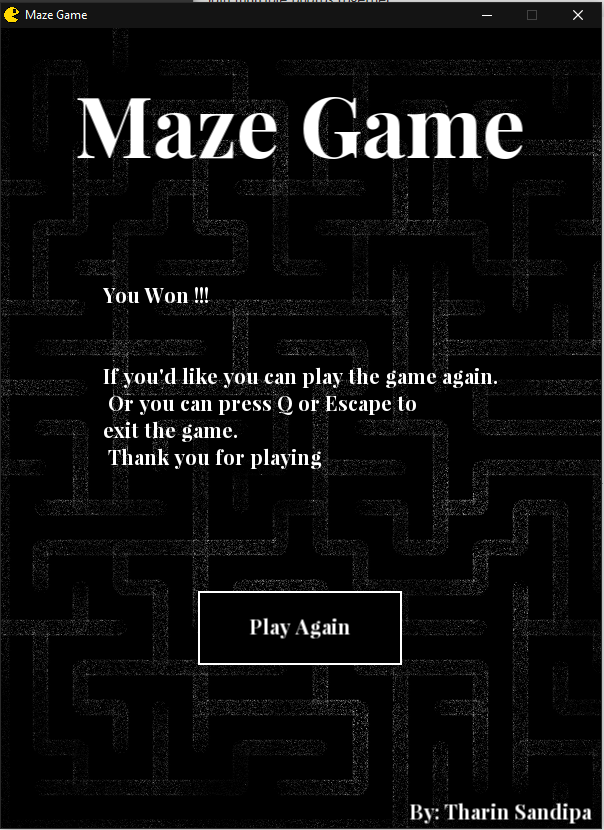 Maze Game
Maze Game
You Won !!!
If you'd like you can play the game again.
Or you can press Q or Escape to
exit the game.
Thank you for playing
Play Again
By: Tharin Sandipa